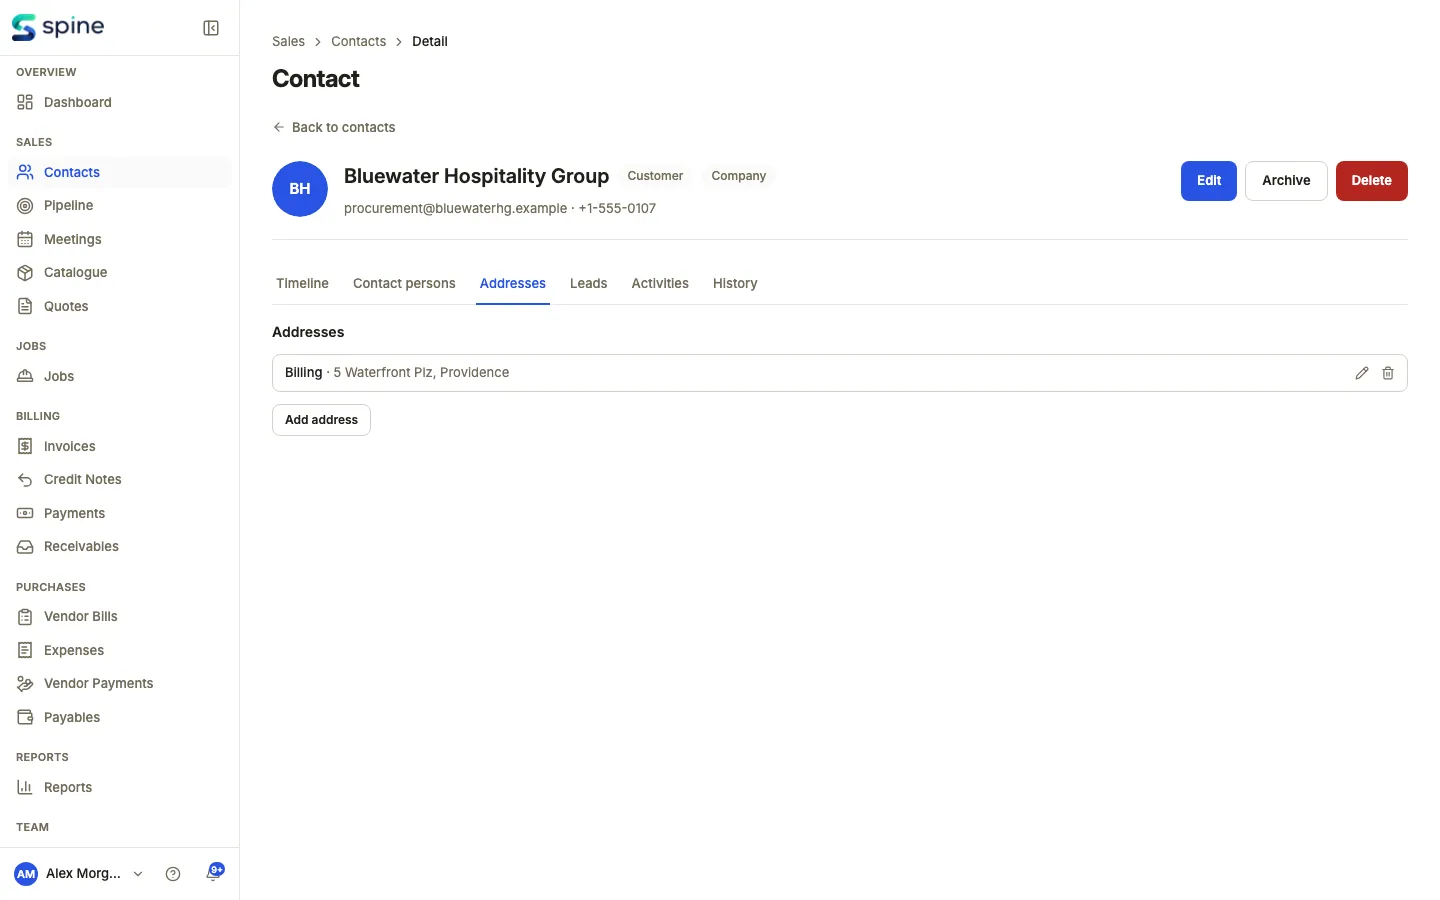 spine
OVERVIEW
Dashboard
SALES
Contacts
Pipeline
Meetings
Catalogue
Quotes
JOBS
Jobs
BILLING
Invoices
Credit Notes
Payments
Receivables
PURCHASES
Vendor Bills
Expenses
Vendor Payments
Payables
REPORTS
Reports
TEAM
AM Alex Morg... 9+
Sales > Contacts > Detail
Contact
← Back to contacts
BH
Bluewater Hospitality Group Customer Company
procurement@bluewaterhg.example · +1-555-0107
Edit Archive Delete
Timeline Contact persons Addresses Leads Activities History
Addresses
Billing · 5 Waterfront Plz, Providence
Add address